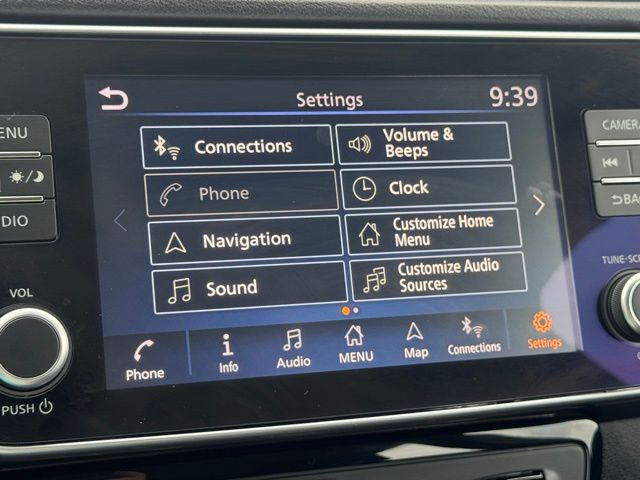 Settings
9:39
Connections
Volume &
Beeps
Phone
Clock
Navigation
Customize Home
Menu
Sound
Customize Audio
Sources
Phone
Info
Audio
MENU
Map
Connections
Settings
ENU
DIO
VOL
PUSH
CAMERA
BAC
TUNE-SC